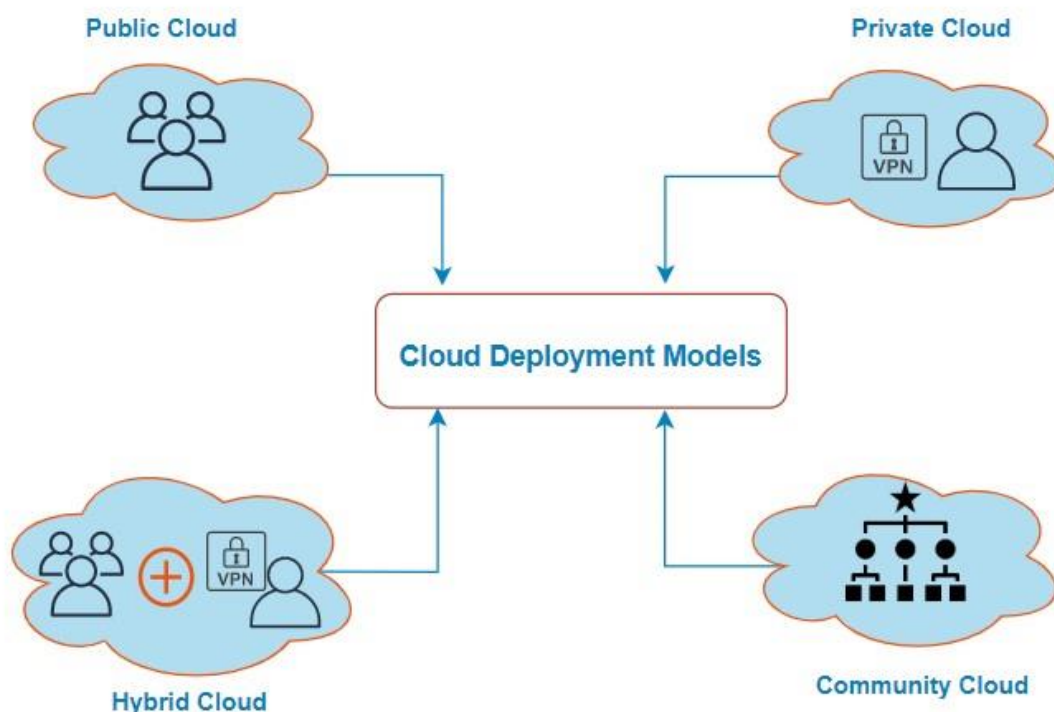 Public Cloud
Private Cloud
VPN
Cloud Deployment Models
VPN
Hybrid Cloud
Community Cloud